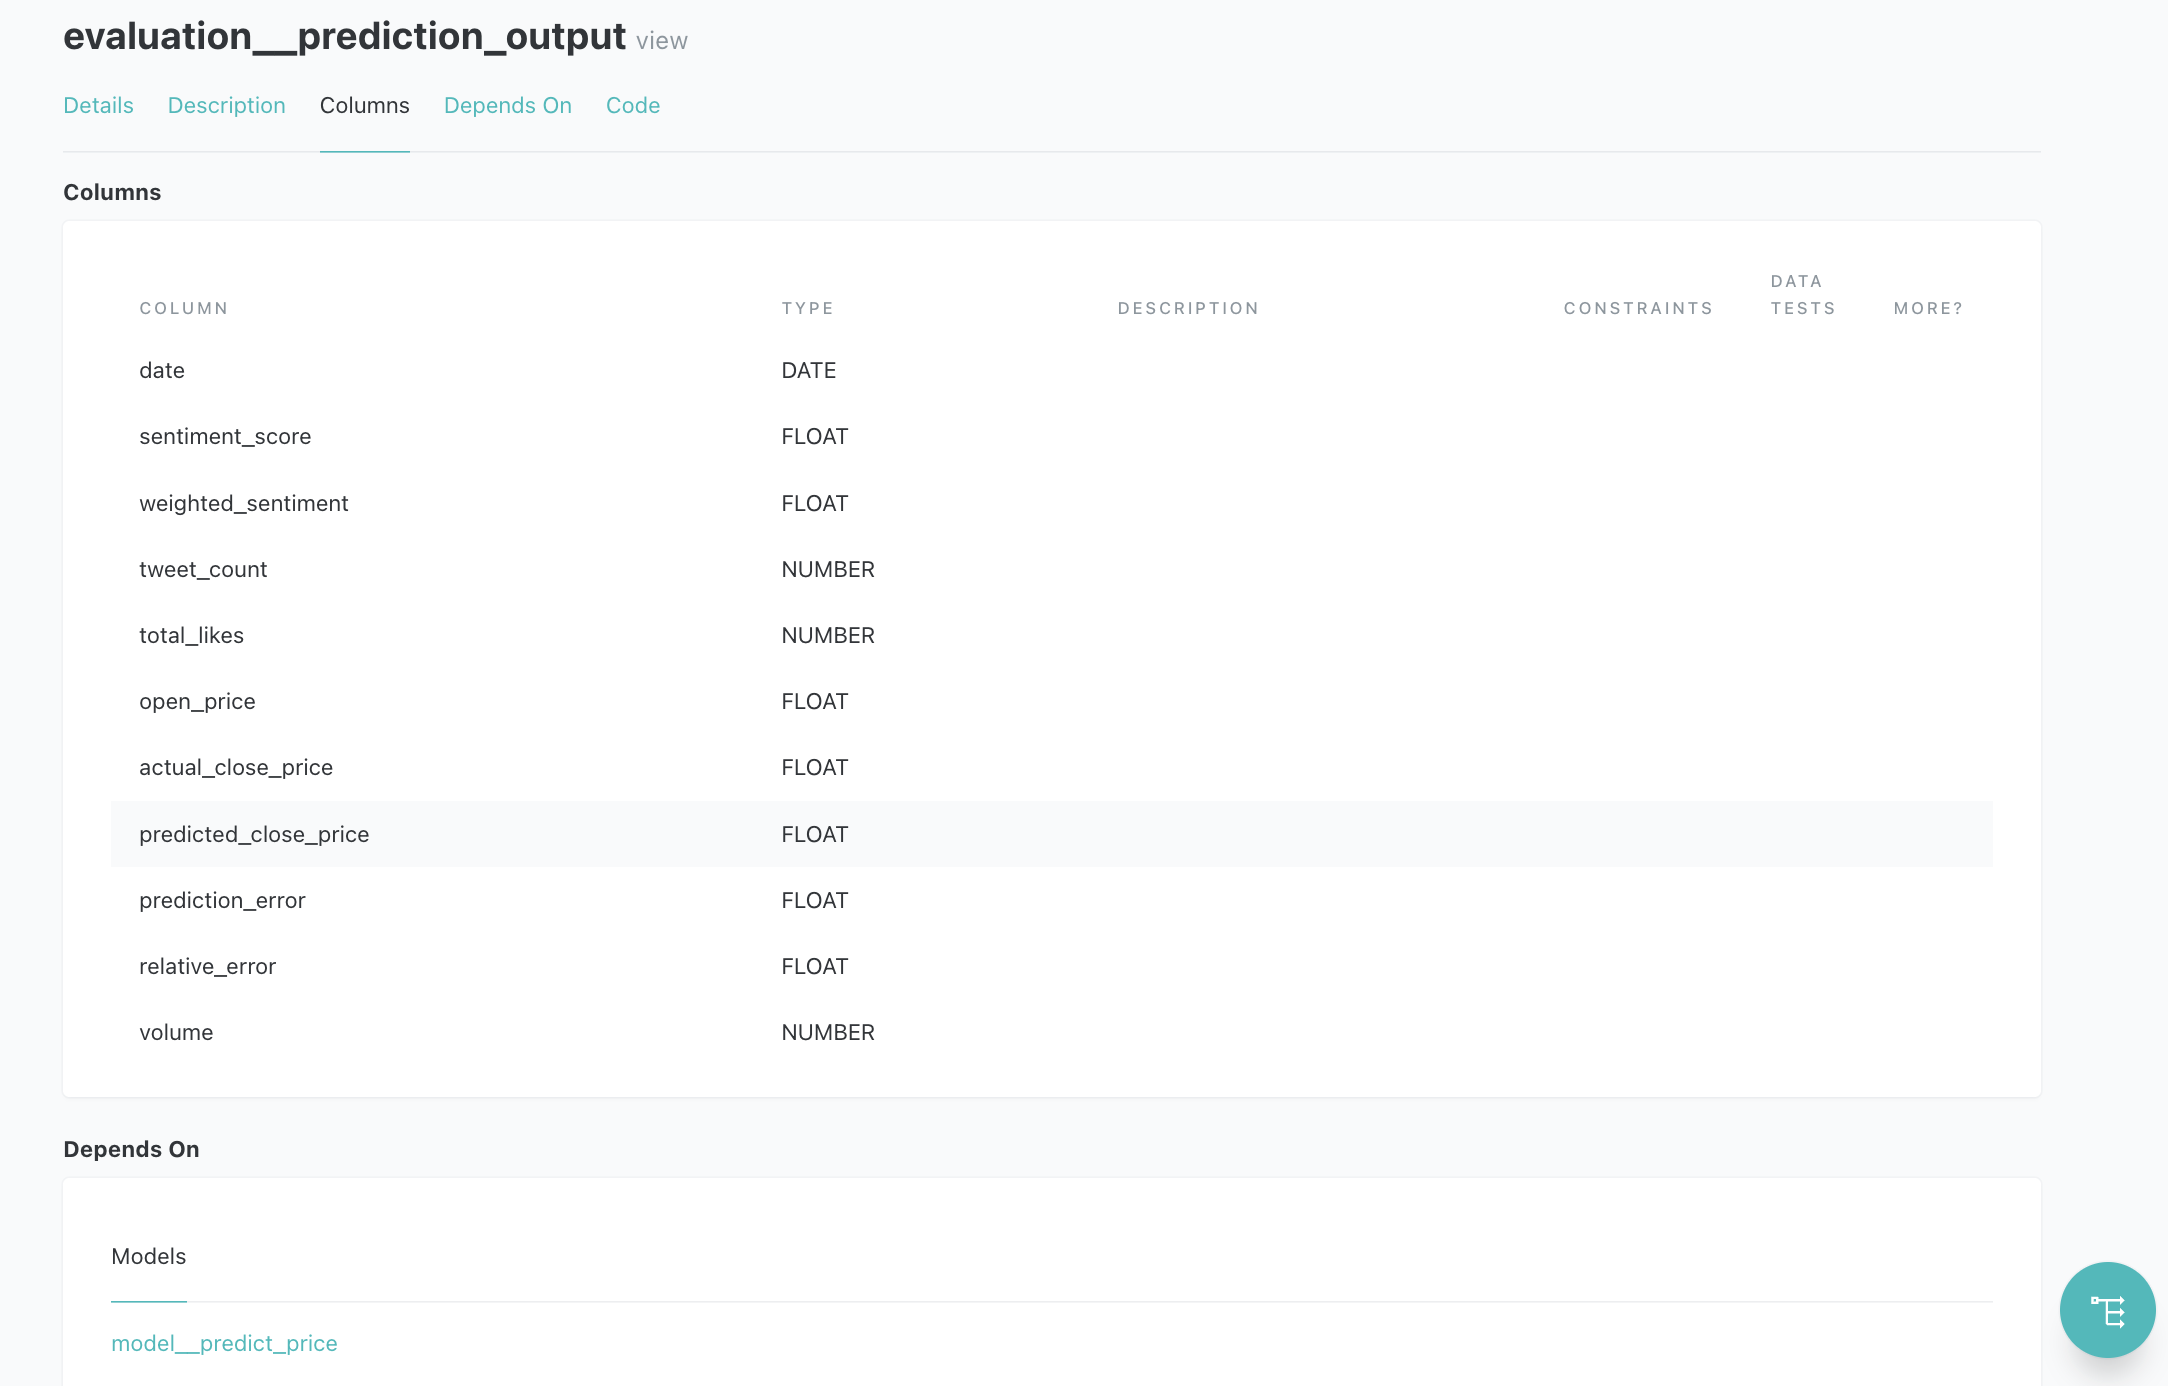 evaluation__prediction_output view
Details Description Columns Depends On Code
Columns
COLUMN TYPE DESCRIPTION CONSTRAINTS DATA TESTS MORE?
date DATE
sentiment_score FLOAT
weighted_sentiment FLOAT
tweet_count NUMBER
total_likes NUMBER
open_price FLOAT
actual_close_price FLOAT
predicted_close_price FLOAT
prediction_error FLOAT
relative_error FLOAT
volume NUMBER
Depends On
Models
model__predict_price